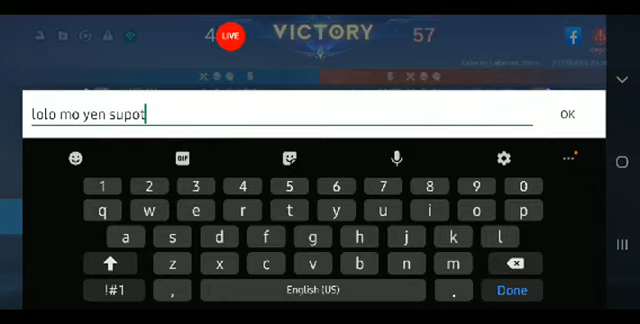 4 LIVE VICTORY 57
lolo mo yen supot OK
GIF
1 2 3 4 5 6 7 8 9 0
q w e r t y u i o p
a s d f g h j k l
z x c v b n m
!#1 , English (US) . Done